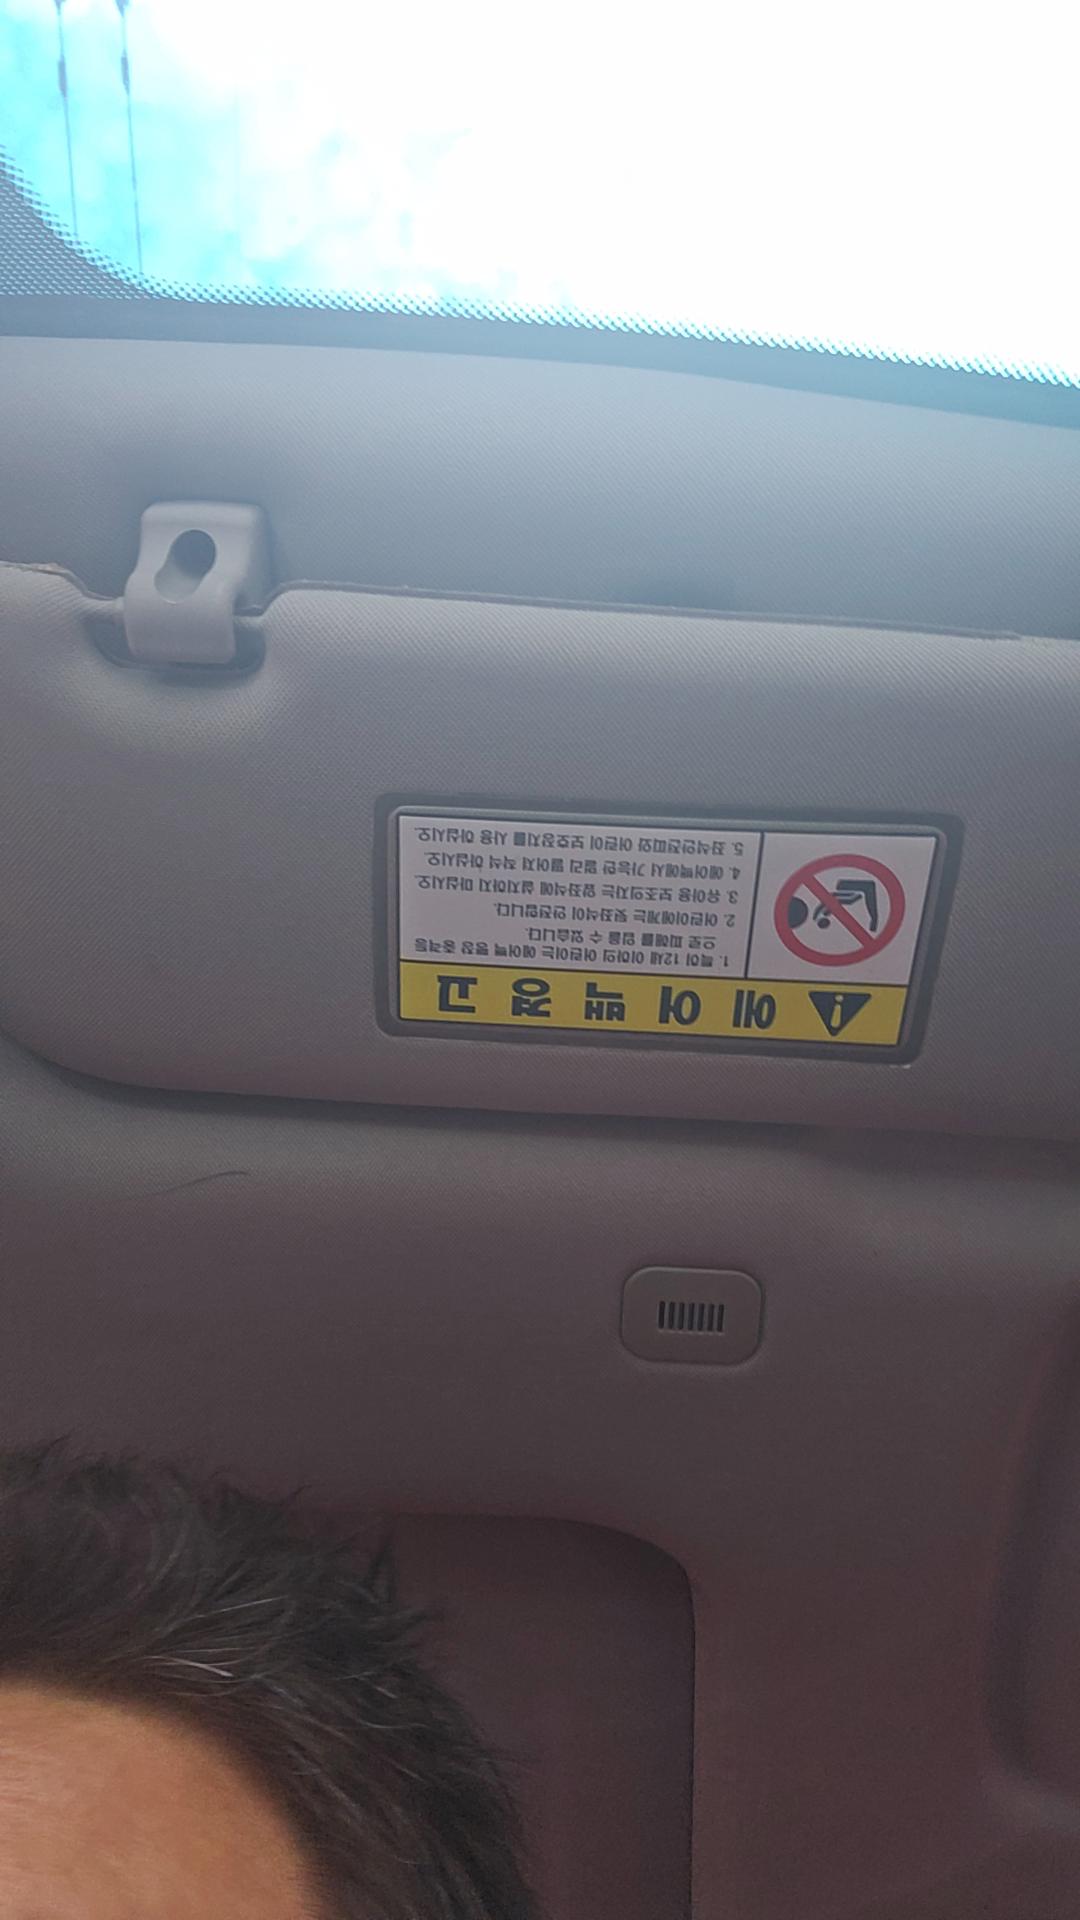 에어백경고
1. 특히 12세 이하의 어린이는 에어 백 팽창 충격등
으로 피해를 입을 수 있습니다.
2. 어린이에게는 뒷좌석이 안전합니다.
3. 유아용 보조의자는 앞좌석에 설치하지 마십시오.
4. 에어백에서 가능한 멀리 떨어져 착석 하십시오.
5. 좌석안전띠와 어린이 보호장치를 사용 하십시오.